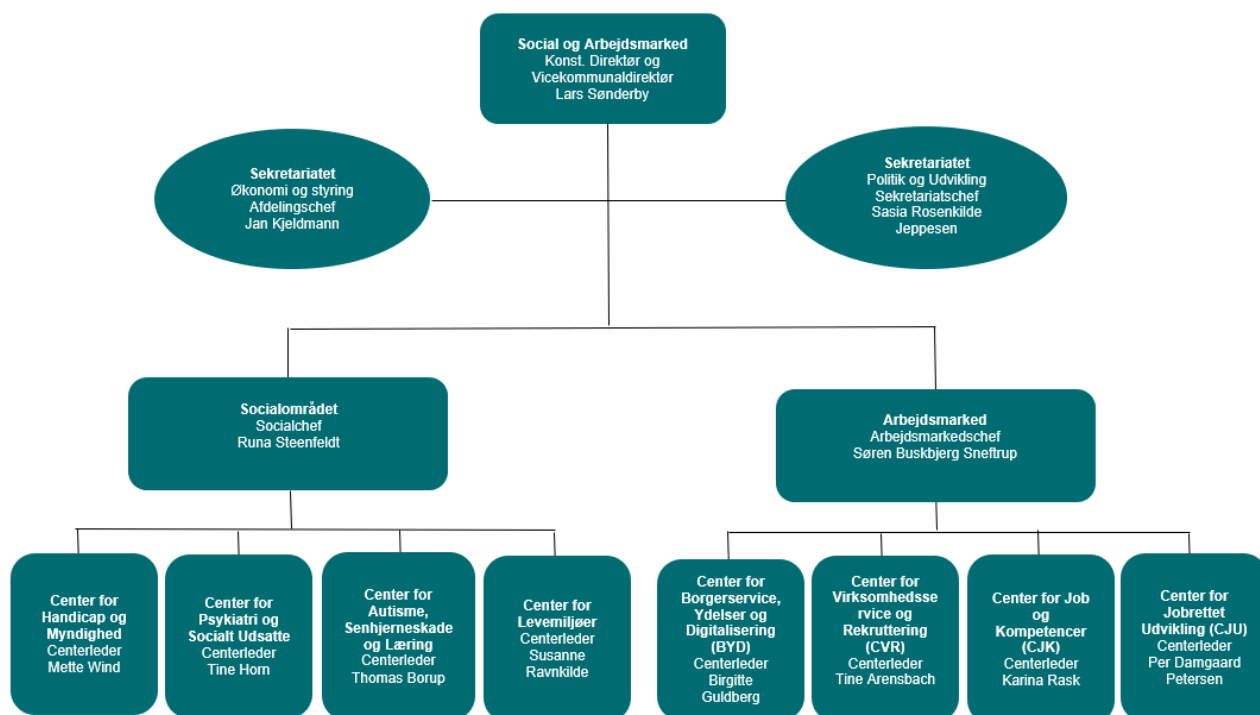 Social og Arbejdsmarked
Konst. Direktør og
Vicekommunaldirektør
Lars Sønderby
Sekretariatet
Økonomi og styring
Afdelingschef
Jan Kjeldmann
Sekretariatet
Politik og Udvikling
Sekretariatschef
Sasia Rosenkilde
Jeppesen
Socialområdet
Socialchef
Runa Steenfeldt
Arbejdsmarked
Arbejdsmarkedschef
Søren Buskbjerg Sneftrup
Center for
Handicap og
Myndighed
Centerleder
Mette Wind
Center for
Psykiatri og
Socialt Udsatte
Centerleder
Tine Horn
Center for
Autisme,
Senhjerneskade
og Læring
Centerleder
Thomas Borup
Center for
Levemiljøer
Centerleder
Susanne
Ravnkilde
Center for
Borgerservice,
Ydelser og
Digitalisering
(BYD)
Centerleder
Birgitte
Guldberg
Center for
Virksomhedsse
rvice og
Rekruttering
(CVR)
Centerleder
Tine Arensbach
Center for Job
og
Kompetencer
(CJK)
Centerleder
Karina Rask
Center for
Jobrettet
Udvikling (CJU)
Centerleder
Per Damgaard
Petersen